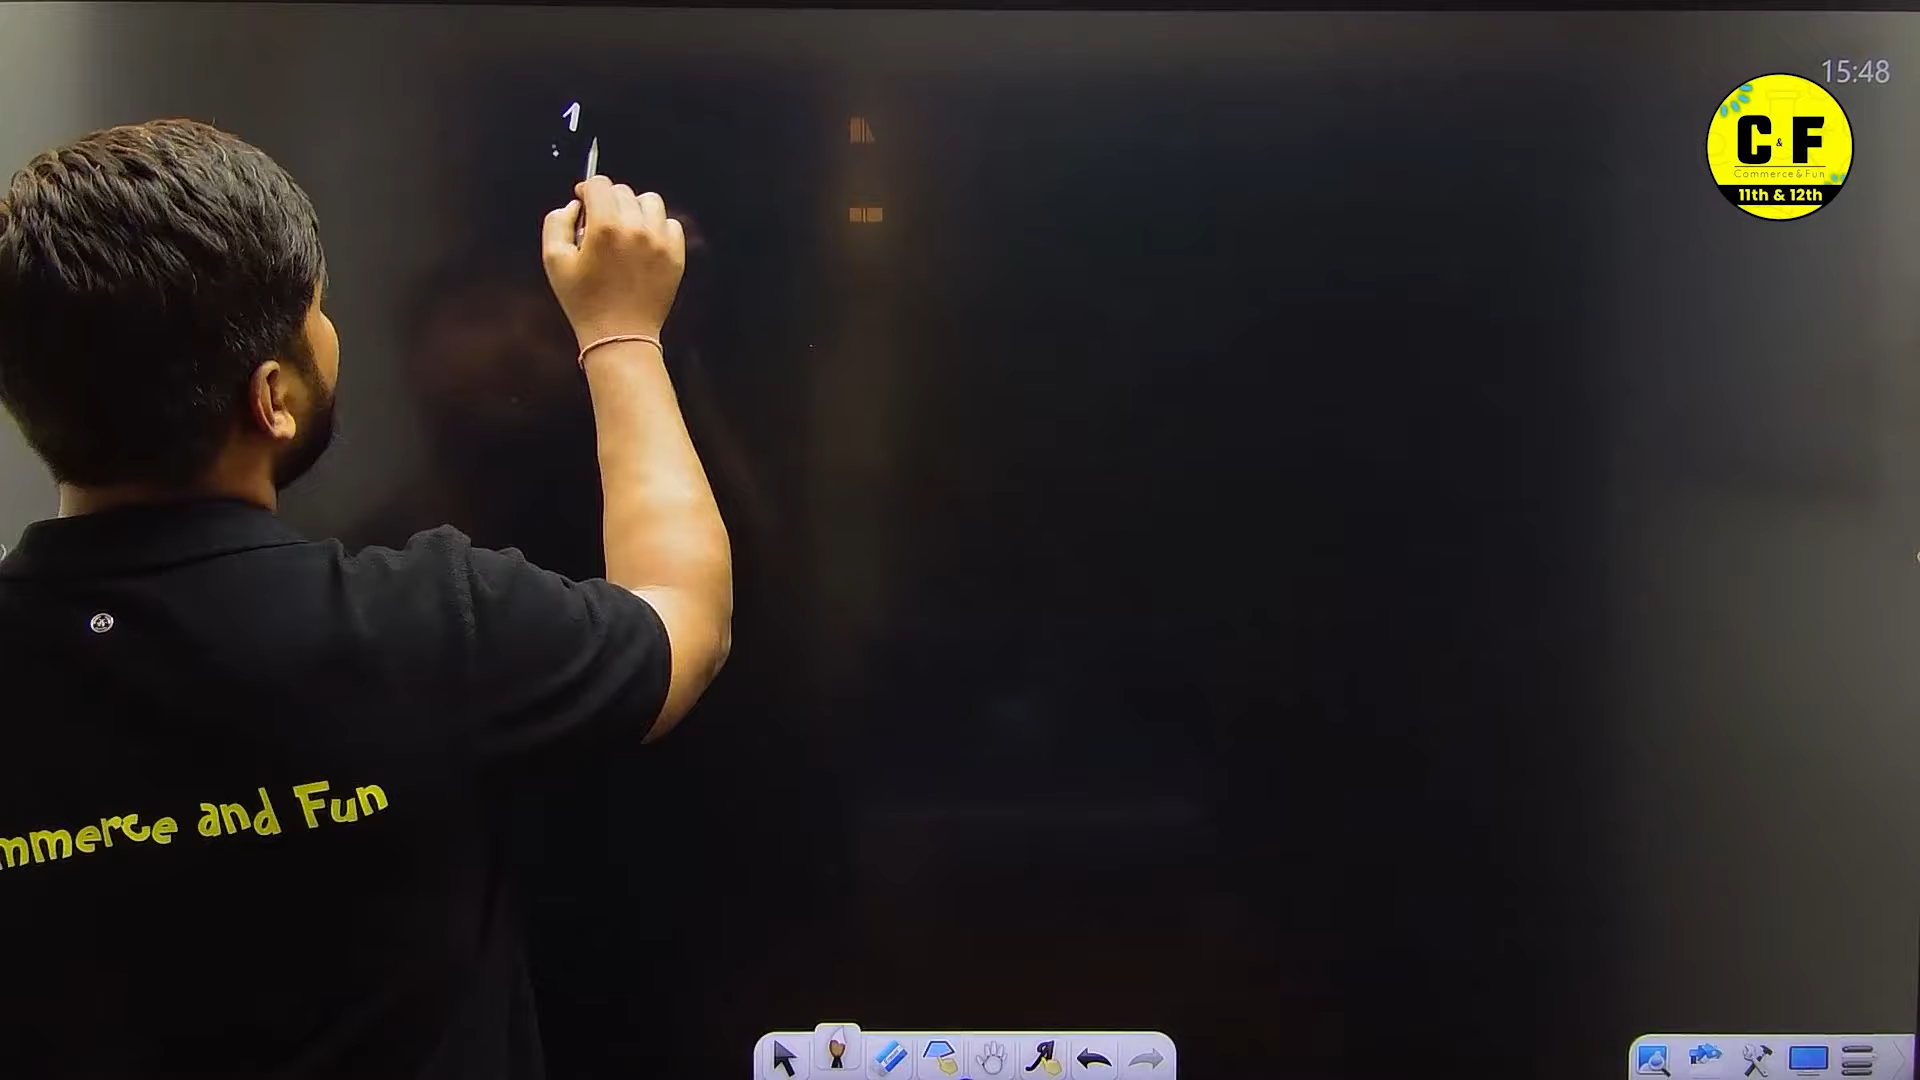 15:48
C & F
Commerce & Fun
11th & 12th
1
mmerce and Fun